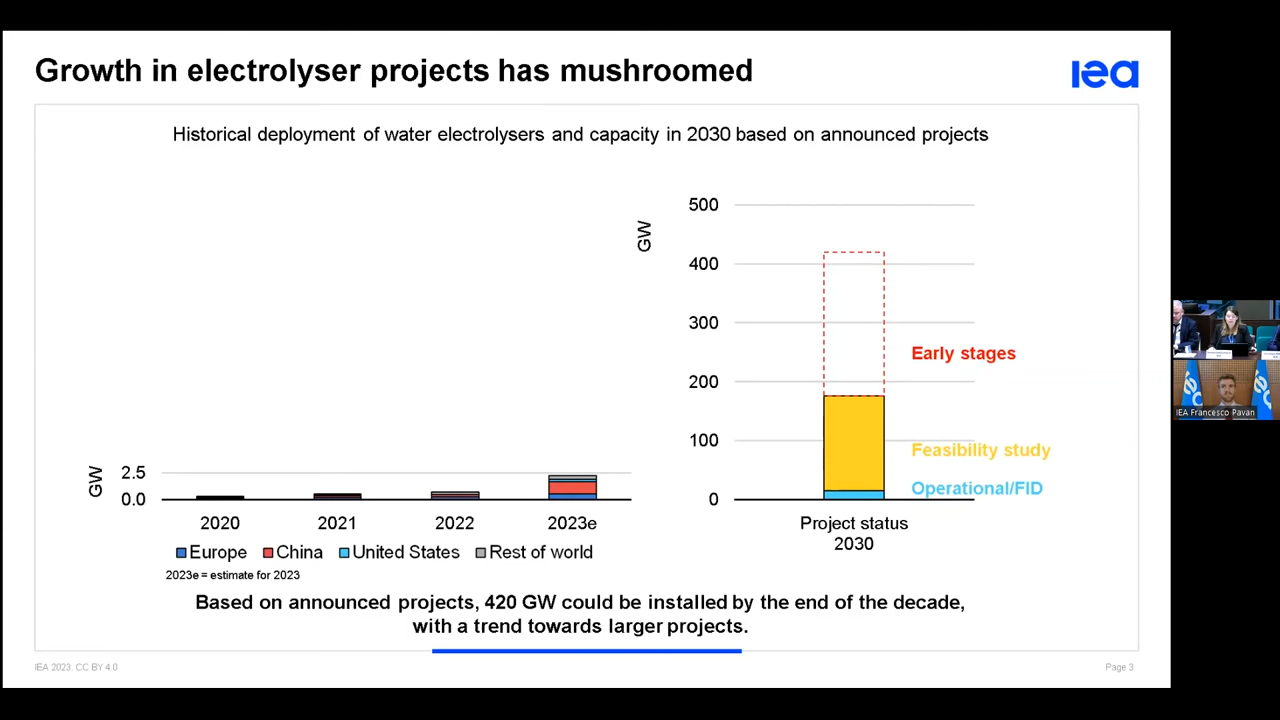 Growth in electrolyser projects has mushroomed
iea
Historical deployment of water electrolysers and capacity in 2030 based on announced projects
GW
2.5
0.0
2020
2021
2022
2023e
Europe
China
United States
Rest of world
2023e = estimate for 2023
GW
500
400
300
200
100
0
Early stages
Feasibility study
Operational/FID
Project status
2030
Based on announced projects, 420 GW could be installed by the end of the decade,
with a trend towards larger projects.
IEA 2023. CC BY 4.0.
Page 3
IEA Francesco Pavan